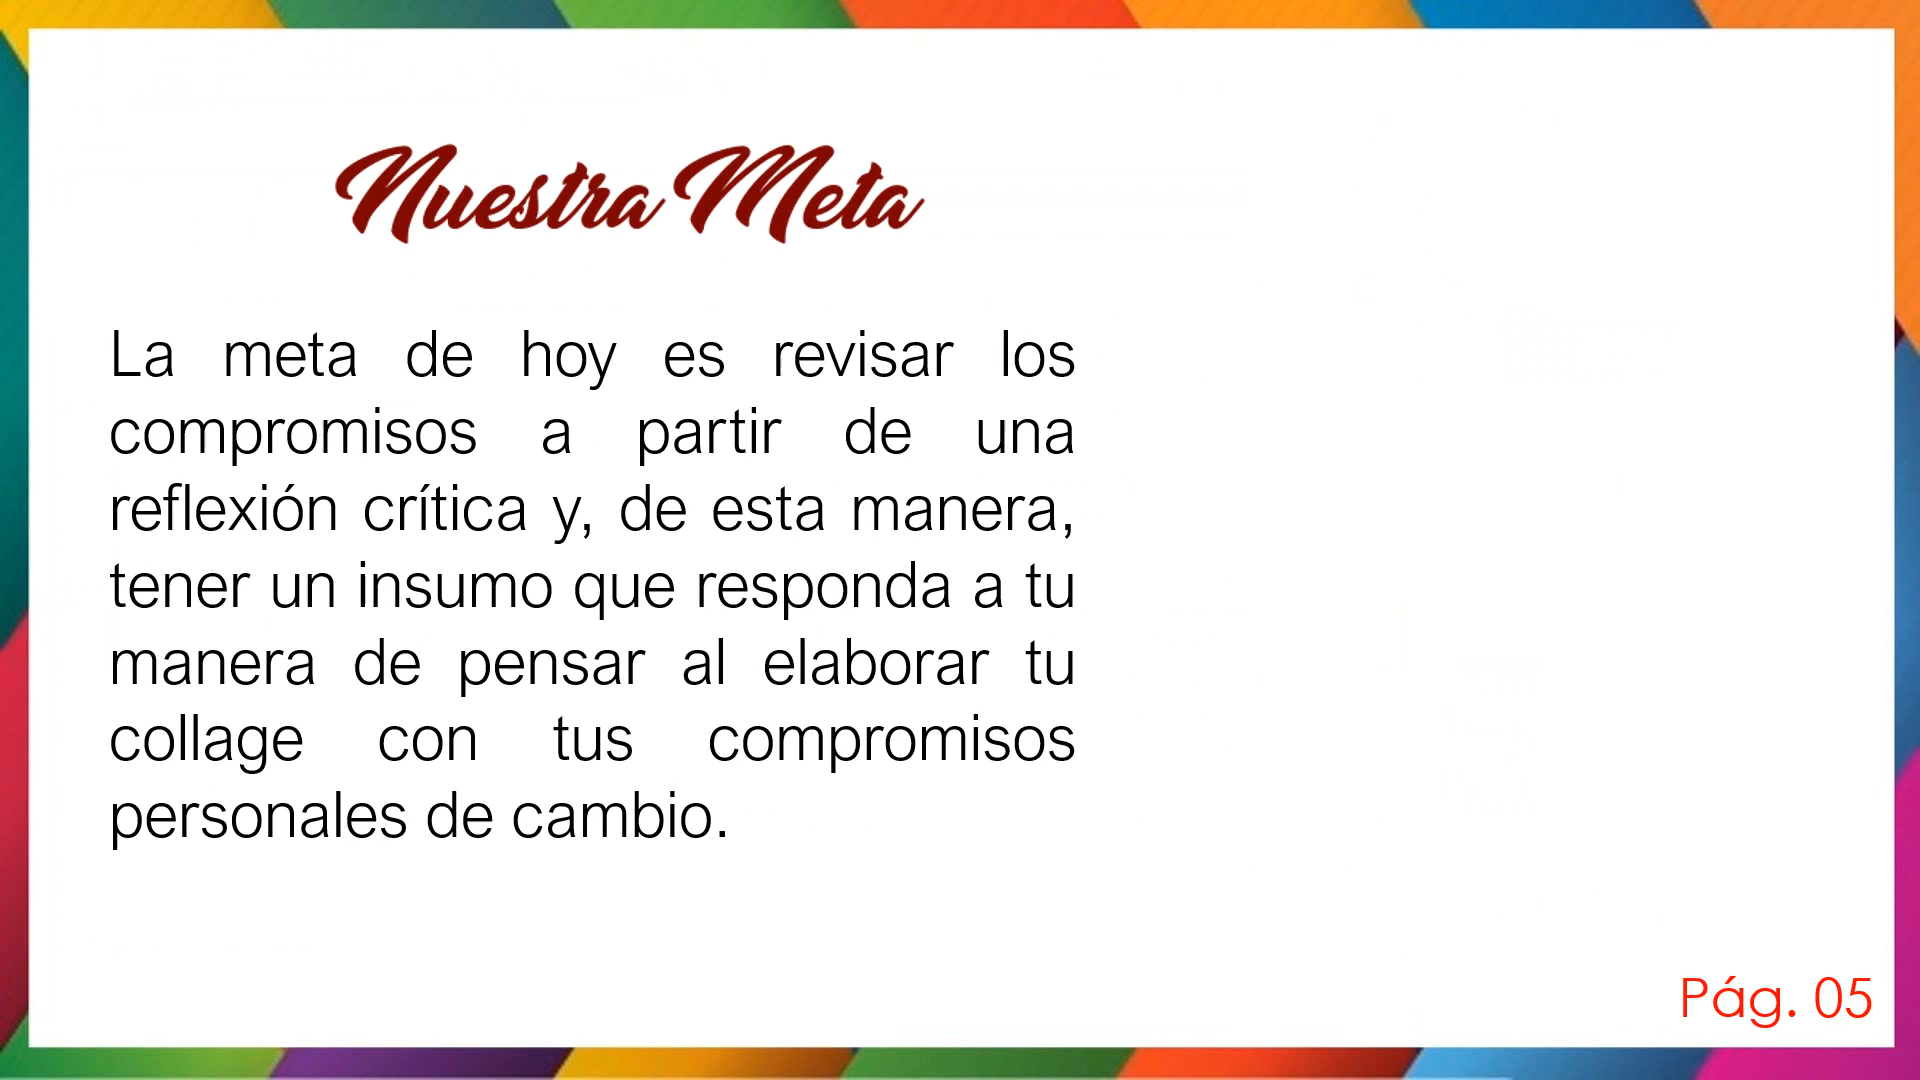 Nuestra Meta
La meta de hoy es revisar los
compromisos a partir de una
reflexión crítica y, de esta manera,
tener un insumo que responda a tu
manera de pensar al elaborar tu
collage con tus compromisos
personales de cambio.
Pág. 05